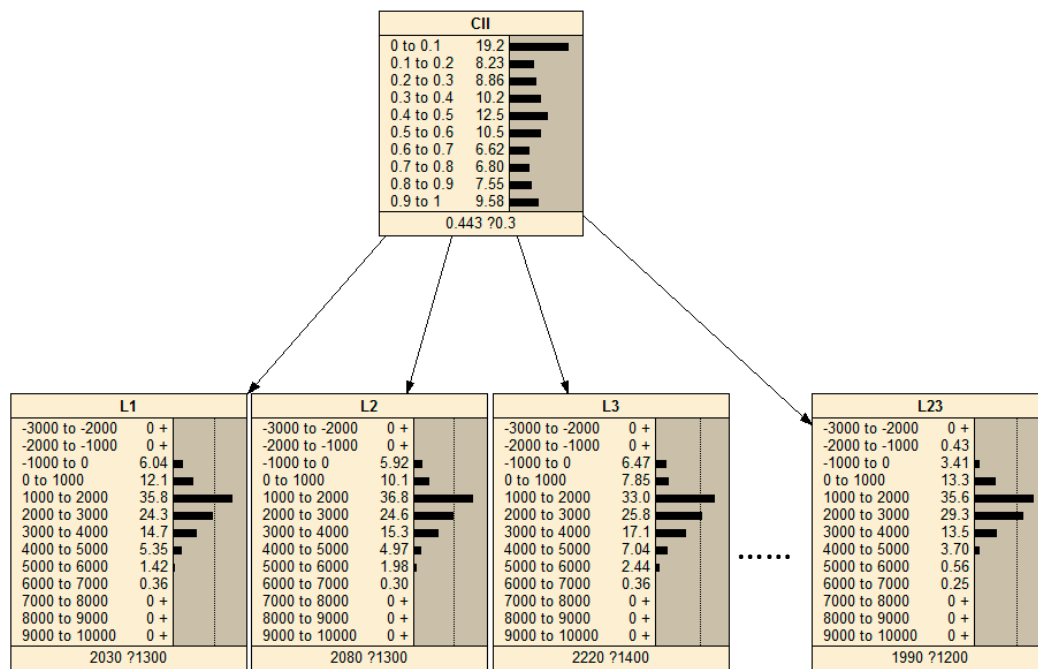 CII
0 to 0.1 19.2
0.1 to 0.2 8.23
0.2 to 0.3 8.86
0.3 to 0.4 10.2
0.4 to 0.5 12.5
0.5 to 0.6 10.5
0.6 to 0.7 6.62
0.7 to 0.8 6.80
0.8 to 0.9 7.55
0.9 to 1 9.58
0.443 ?0.3
L1
-3000 to -2000 0 +
-2000 to -1000 0 +
-1000 to 0 6.04
0 to 1000 12.1
1000 to 2000 35.8
2000 to 3000 24.3
3000 to 4000 14.7
4000 to 5000 5.35
5000 to 6000 1.42
6000 to 7000 0.36
7000 to 8000 0 +
8000 to 9000 0 +
9000 to 10000 0 +
2030 ?1300
L2
-3000 to -2000 0 +
-2000 to -1000 0 +
-1000 to 0 5.92
0 to 1000 10.1
1000 to 2000 36.8
2000 to 3000 24.6
3000 to 4000 15.3
4000 to 5000 4.97
5000 to 6000 1.98
6000 to 7000 0.30
7000 to 8000 0 +
8000 to 9000 0 +
9000 to 10000 0 +
2080 ?1300
L3
-3000 to -2000 0 +
-2000 to -1000 0 +
-1000 to 0 6.47
0 to 1000 7.85
1000 to 2000 33.0
2000 to 3000 25.8
3000 to 4000 17.1
4000 to 5000 7.04
5000 to 6000 2.44
6000 to 7000 0.36
7000 to 8000 0 +
8000 to 9000 0 +
9000 to 10000 0 +
2220 ?1400
......
L23
-3000 to -2000 0 +
-2000 to -1000 0.43
-1000 to 0 3.41
0 to 1000 13.3
1000 to 2000 35.6
2000 to 3000 29.3
3000 to 4000 13.5
4000 to 5000 3.70
5000 to 6000 0.56
6000 to 7000 0.25
7000 to 8000 0 +
8000 to 9000 0 +
9000 to 10000 0 +
1990 ?1200